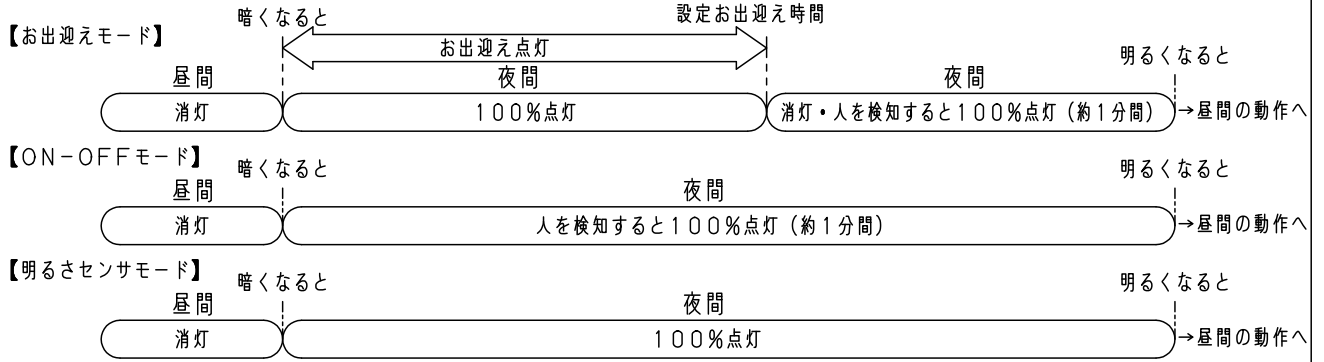 暗くなると 設定お出迎え時間
【お出迎えモード】
お出迎え点灯
明るくなると
昼間 夜間 夜間
消灯 100%点灯 消灯・人を検知すると100%点灯(約1分間) →昼間の動作へ
【ON-OFFモード】
暗くなると 明るくなると
昼間 夜間
消灯 人を検知すると100%点灯(約1分間) →昼間の動作へ
【明るさセンサモード】
暗くなると 明るくなると
昼間 夜間
消灯 100%点灯 →昼間の動作へ